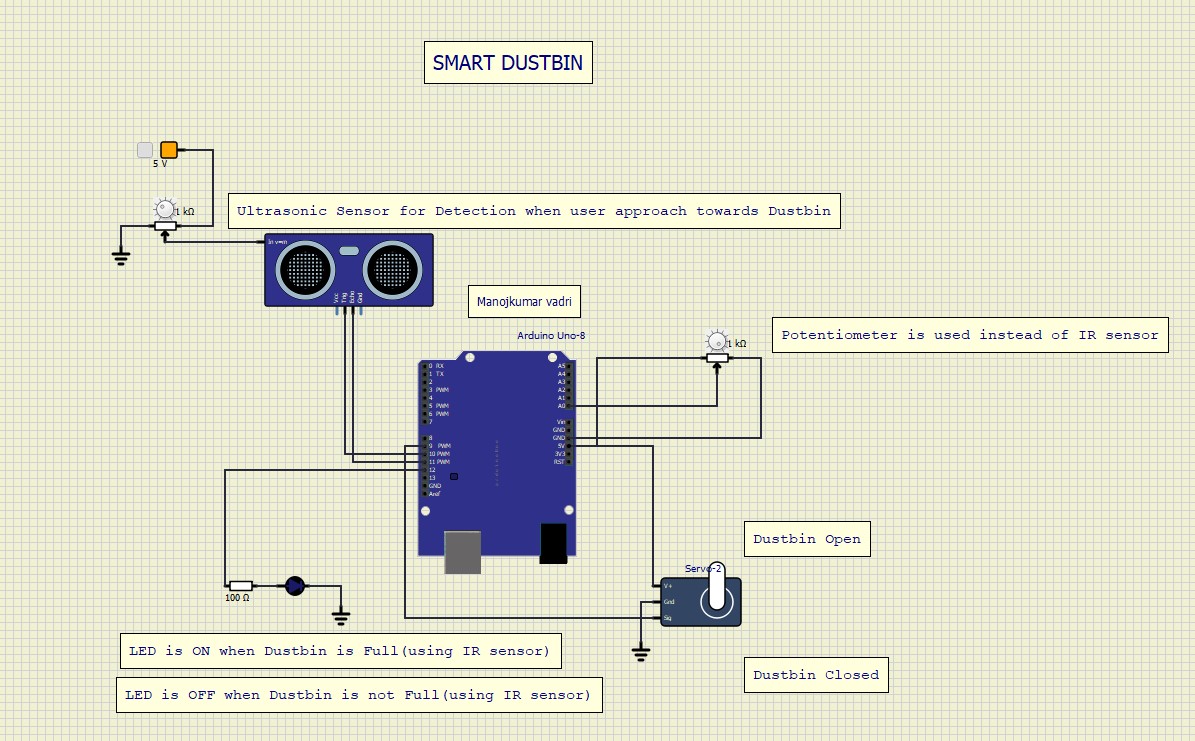 SMART DUSTBIN
5 V
1 kΩ
Ultrasonic Sensor for Detection when user approach towards Dustbin
in v=m
Vcc
Trig
Echo
Gnd
Manojkumar vadri
Arduino Uno-8
1 kΩ
Potentiometer is used instead of IR sensor
0 RX
1 TX
2
3 PWM
4
5 PWM
6 PWM
7
8
9 PWM
10 PWM
11 PWM
12
13
GND
Aref
A5
A4
A3
A2
A1
A0
Vin
GND
GND
5V
3V3
RST
Dustbin Open
Servo-2
V+
Gnd
Sig
100 Ω
LED is ON when Dustbin is Full(using IR sensor)
LED is OFF when Dustbin is not Full(using IR sensor)
Dustbin Closed